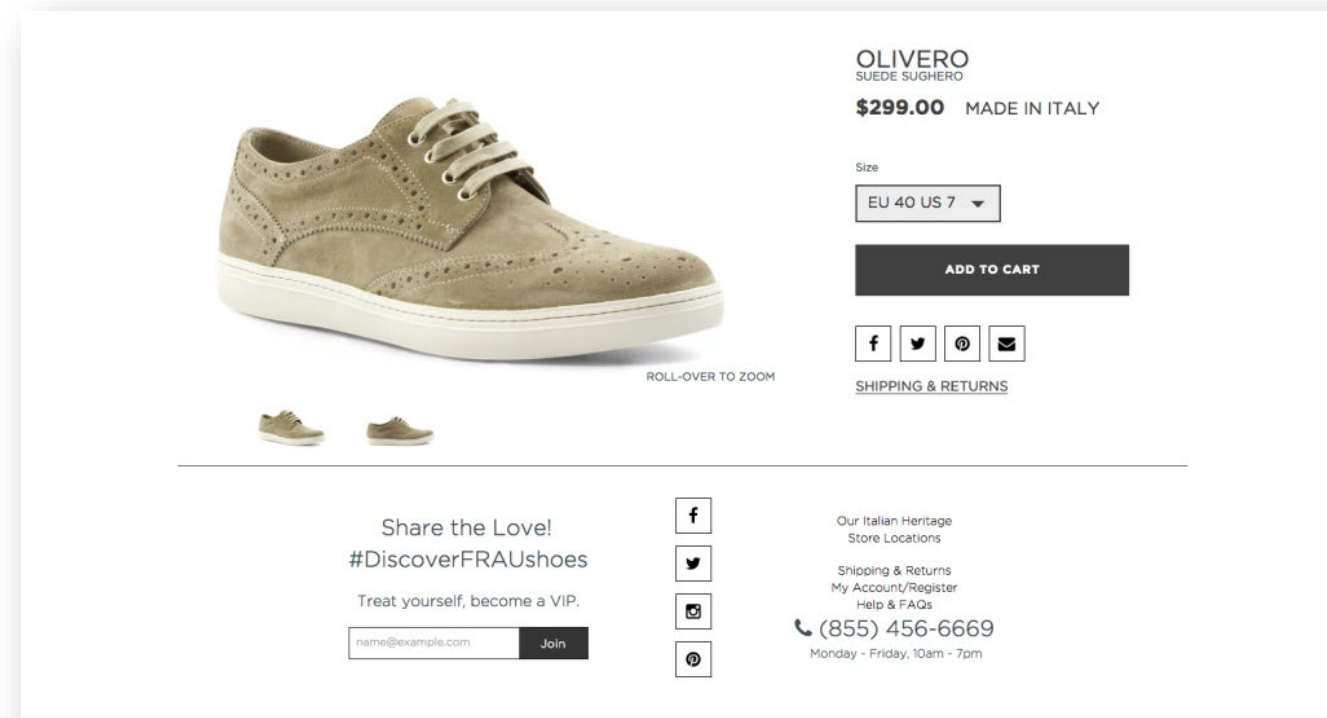 OLIVERO
SUEDE SUGHERO
$299.00 MADE IN ITALY
Size
EU 40 US 7
ADD TO CART
ROLL-OVER TO ZOOM
SHIPPING & RETURNS
Share the Love!
#DiscoverFRAUshoes
Treat yourself, become a VIP.
name@example.com
Join
Our Italian Heritage
Store Locations
Shipping & Returns
My Account/Register
Help & FAQs
(855) 456-6669
Monday - Friday, 10am - 7pm